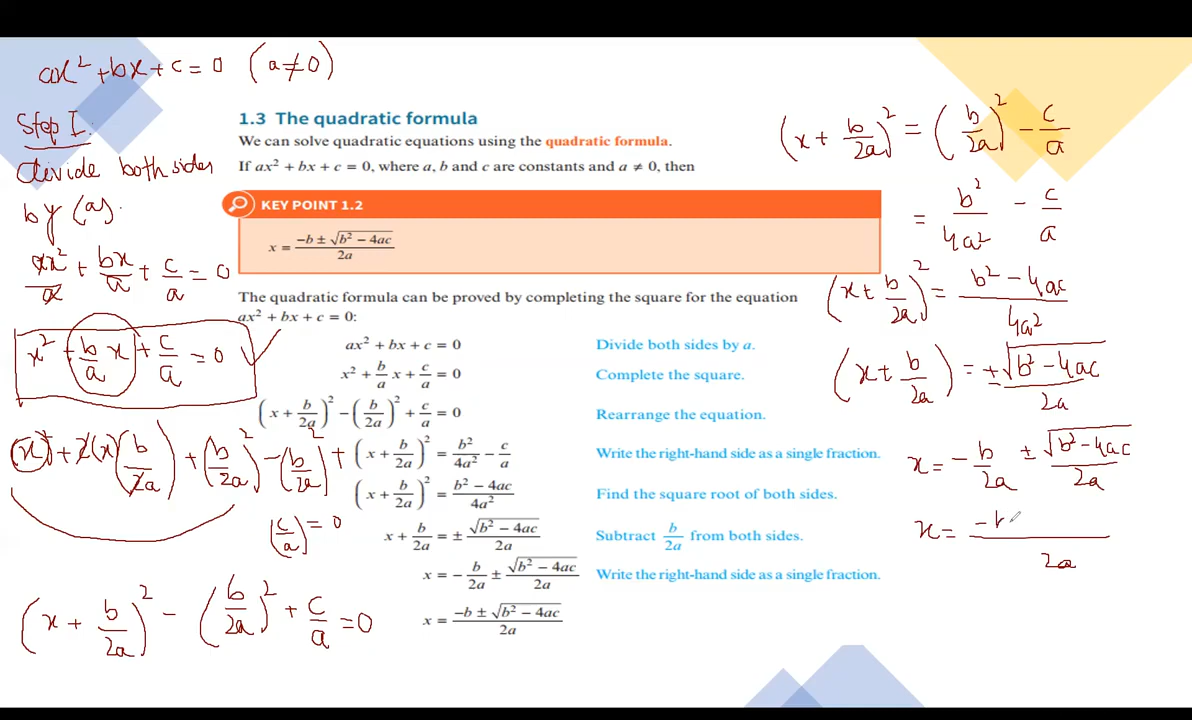 ax² + bx + c = 0 (a ≠ 0)
Step I.
divide both sides
by (a).
ax²/a + bx/a + c/a = 0
x² + b/a x + c/a = 0 ✓
(x)² + 2(x)(b/2a) + (b/2a)² − (b/2a)² +
(c/a) = 0
(x + b/2a)² − (b/2a)² + c/a = 0
1.3 The quadratic formula
We can solve quadratic equations using the quadratic formula.
If ax² + bx + c = 0, where a, b and c are constants and a ≠ 0, then
KEY POINT 1.2
x = (−b ± √(b² − 4ac))/2a
The quadratic formula can be proved by completing the square for the equation
ax² + bx + c = 0:
ax² + bx + c = 0 Divide both sides by a.
x² + b/a x + c/a = 0 Complete the square.
(x + b/2a)² − (b/2a)² + c/a = 0 Rearrange the equation.
(x + b/2a)² = b²/4a² − c/a Write the right-hand side as a single fraction.
(x + b/2a)² = (b² − 4ac)/4a² Find the square root of both sides.
x + b/2a = ± √(b² − 4ac)/2a Subtract b/2a from both sides.
x = − b/2a ± √(b² − 4ac)/2a Write the right-hand side as a single fraction.
x = (−b ± √(b² − 4ac))/2a
(x + b/2a)² = (b/2a)² − c/a
= b²/4a² − c/a
(x + b/2a)² = (b² − 4ac)/4a²
(x + b/2a) = ± √(b² − 4ac)/2a
x = − b/2a ± √(b² − 4ac)/2a
x = −b/2a